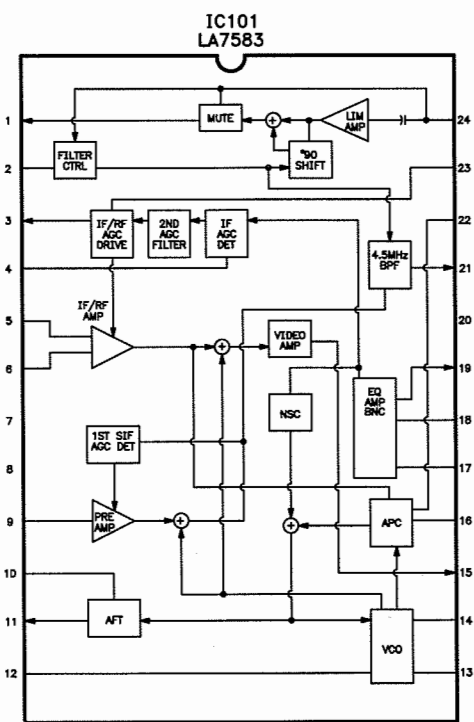 IC101
LA7583
1
MUTE
LIM
AMP
24
°90
SHIFT
2
FILTER
CTRL
23
3
IF/RF
AGC
DRIVE
2ND
AGC
FILTER
IF
AGC
DET
22
4
4.5MHz
BPF
21
IF/RF
AMP
5
VIDEO
AMP
20
6
19
EQ
AMP
BNC
NSC
7
18
1ST SIF
AGC DET
8
17
9
PRE
AMP
APC
16
10
15
11
AFT
14
VCO
12
13